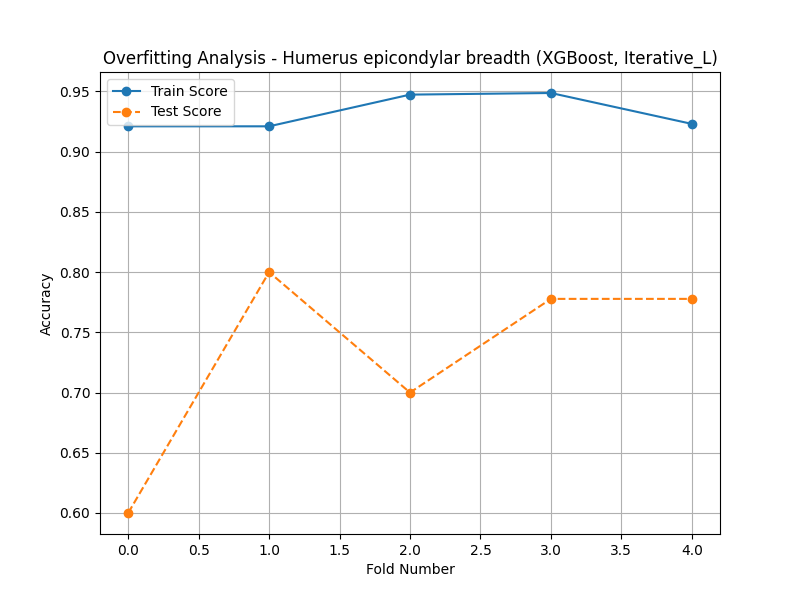 Overfitting Analysis - Humerus epicondylar breadth (XGBoost, Iterative_L)
Train Score
Test Score
Accuracy
0.95
0.90
0.85
0.80
0.75
0.70
0.65
0.60
0.0 0.5 1.0 1.5 2.0 2.5 3.0 3.5 4.0
Fold Number